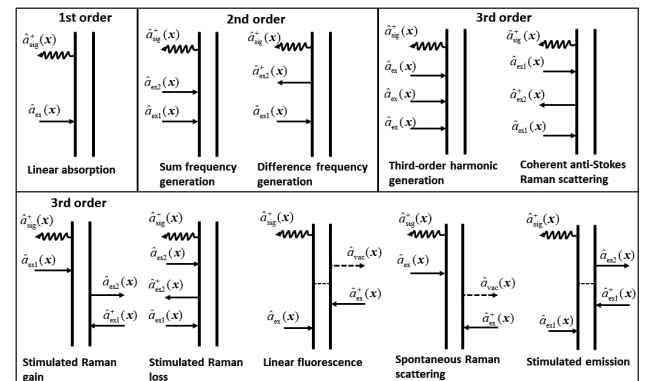 1st order
2nd order
3rd order
â⁺sig(x)
âex(x)
Linear absorption
â⁺sig(x)
âex2(x)
âex1(x)
Sum frequency
generation
â⁺sig(x)
â⁺ex2(x)
âex1(x)
Difference frequency
generation
â⁺sig(x)
âex(x)
âex(x)
âex(x)
Third-order harmonic
generation
â⁺sig(x)
âex1(x)
â⁺ex2(x)
âex1(x)
Coherent anti-Stokes
Raman scattering
3rd order
â⁺sig(x)
âex1(x)
âex2(x)
â⁺ex1(x)
Stimulated Raman
gain
â⁺sig(x)
âex2(x)
â⁺ex2(x)
âex1(x)
Stimulated Raman
loss
â⁺sig(x)
âvac(x)
â⁺ex(x)
âex(x)
Linear fluorescence
â⁺sig(x)
âex(x)
âvac(x)
â⁺ex(x)
Spontaneous Raman
scattering
â⁺sig(x)
âex2(x)
â⁺ex1(x)
âex1(x)
Stimulated emission